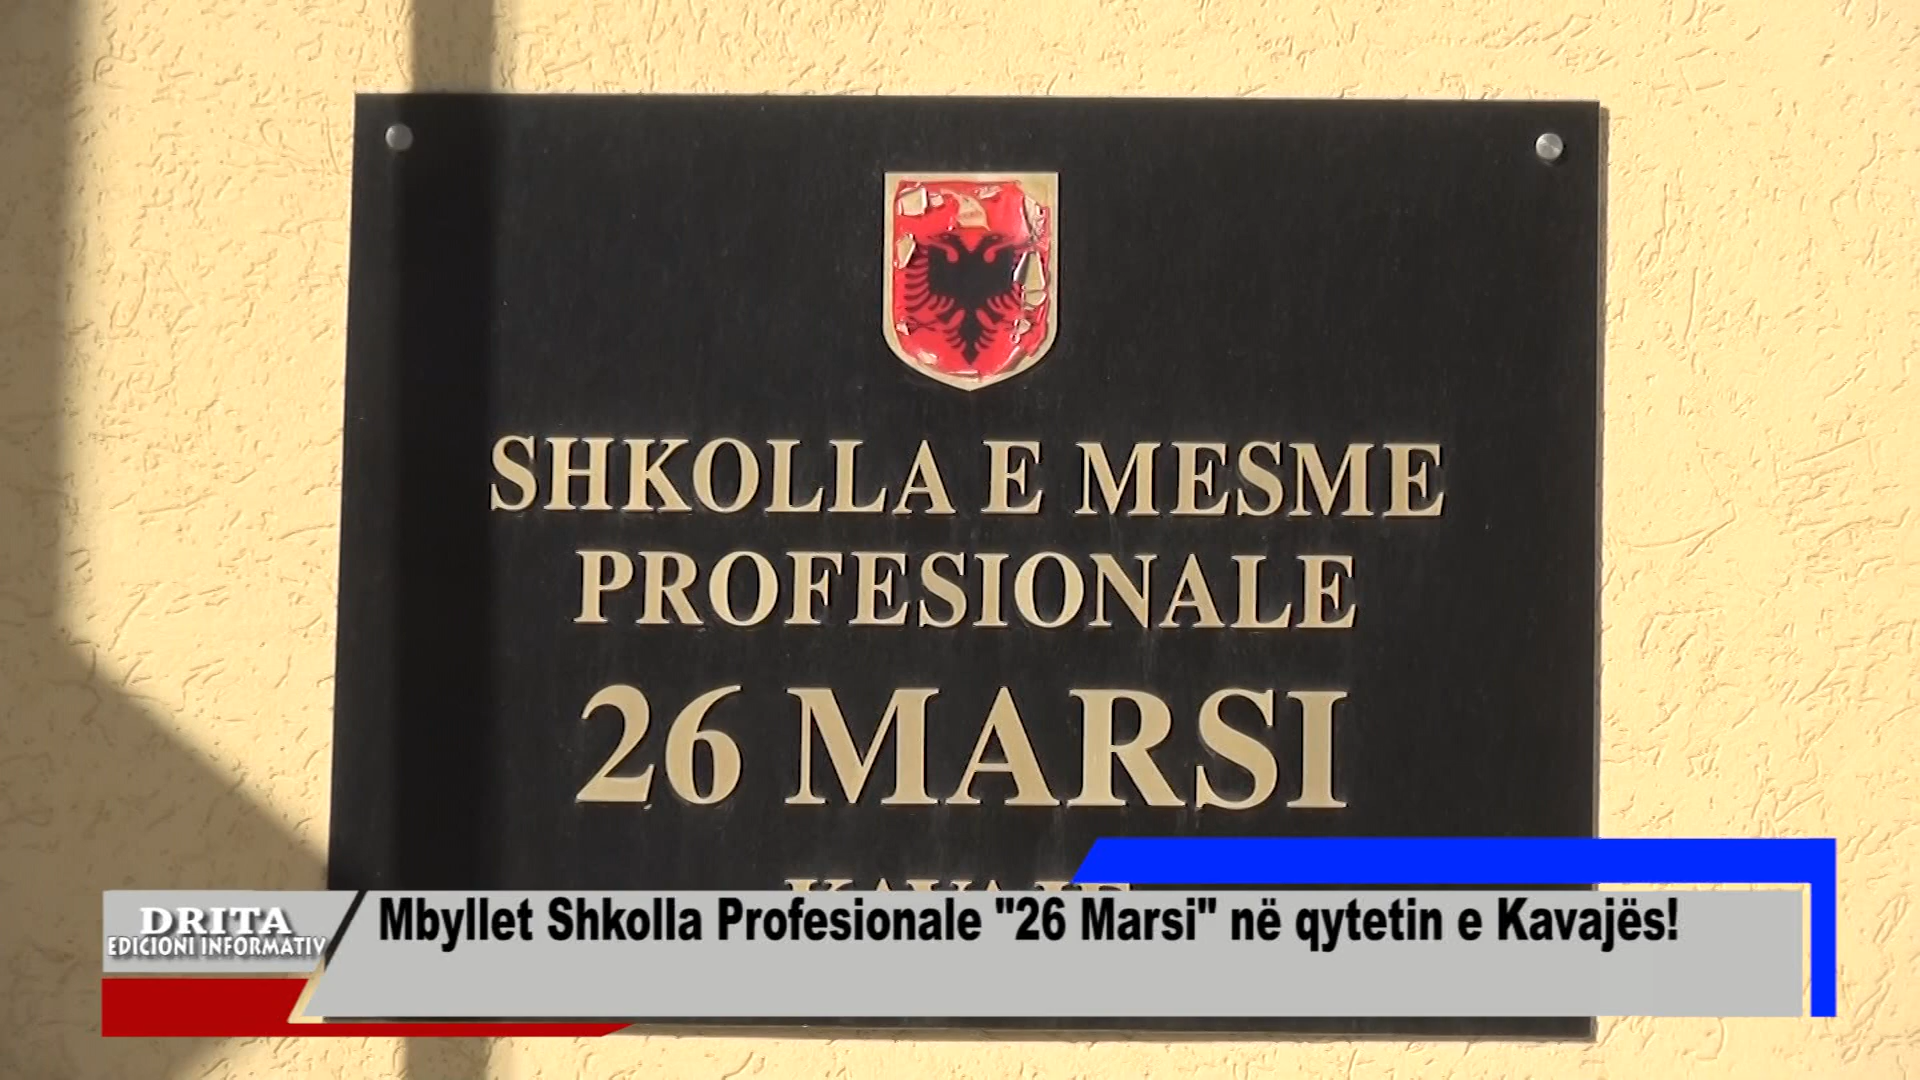 SHKOLLA E MESME
PROFESIONALE
26 MARSI
DRITA
EDICIONI INFORMATIV
Mbyllet Shkolla Profesionale "26 Marsi" në qytetin e Kavajës!